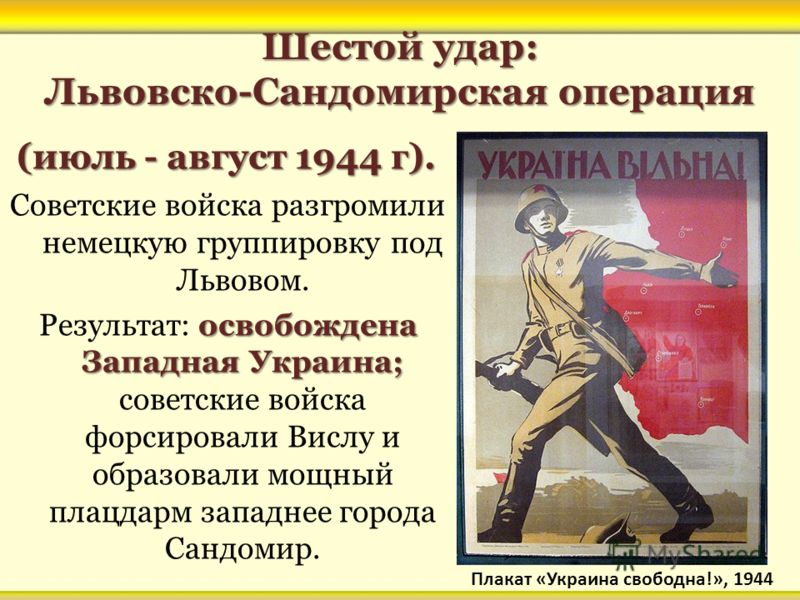 Шестой удар:
Львовско-Сандомирская операция
(июль - август 1944 г).
Советские войска разгромили
немецкую группировку под
Львовом.
Результат: освобождена
Западная Украина;
советские войска
форсировали Вислу и
образовали мощный
плацдарм западнее города
Сандомир.
УКРАЇНА ВІЛЬНА!
MyShared
Плакат «Украина свободна!», 1944